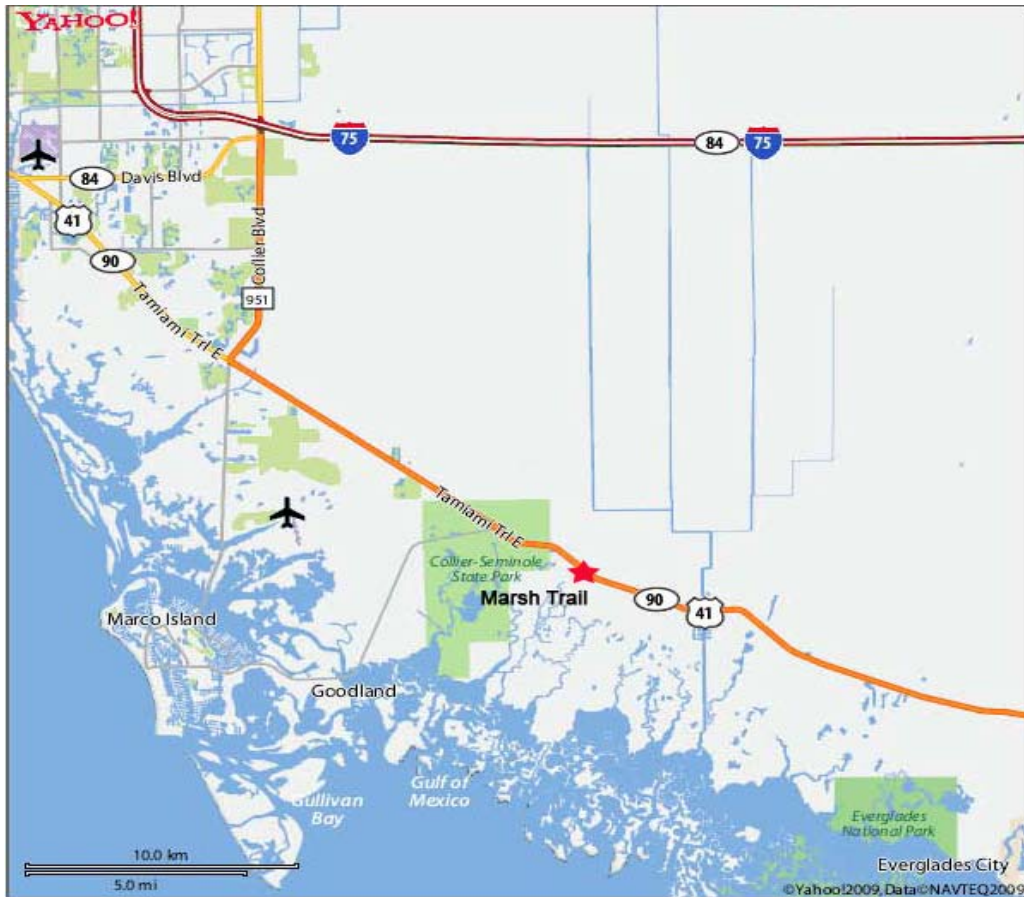 YAHOO!
75
84
75
84
Davis Blvd
41
Collier Blvd
90
951
Tamiami Trl E
Tamiami Trl E
Collier-Seminole
State Park
Marsh Trail
90
41
Marco Island
Goodland
Gulf of
Mexico
Gullivan
Bay
Everglades
National Park
10.0 km
5.0 mi
Everglades City
©Yahoo!2009, Data©NAVTEQ2009